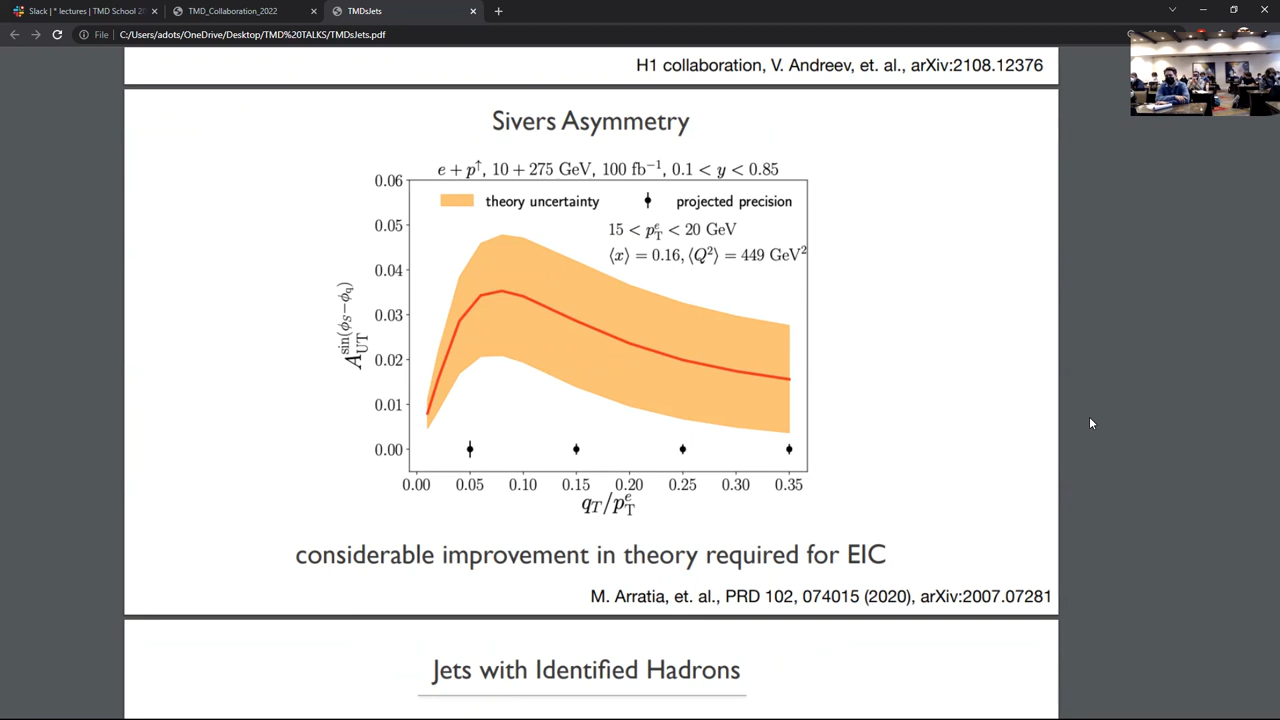 Slack | * lectures | TMD School 20
TMD_Collaboration_2022
TMDsJets
File
C:/Users/adots/OneDrive/Desktop/TMD%20TALKS/TMDsJets.pdf
H1 collaboration, V. Andreev, et. al., arXiv:2108.12376
Sivers Asymmetry
e + p↑, 10 + 275 GeV, 100 fb⁻¹, 0.1 < y < 0.85
theory uncertainty
projected precision
15 < p_T^e < 20 GeV
⟨x⟩ = 0.16, ⟨Q²⟩ = 449 GeV²
A_UT^sin(ϕ_S−ϕ_q)
0.06
0.05
0.04
0.03
0.02
0.01
0.00
0.00 0.05 0.10 0.15 0.20 0.25 0.30 0.35
q_T/p_T^e
considerable improvement in theory required for EIC
M. Arratia, et. al., PRD 102, 074015 (2020), arXiv:2007.07281
Jets with Identified Hadrons